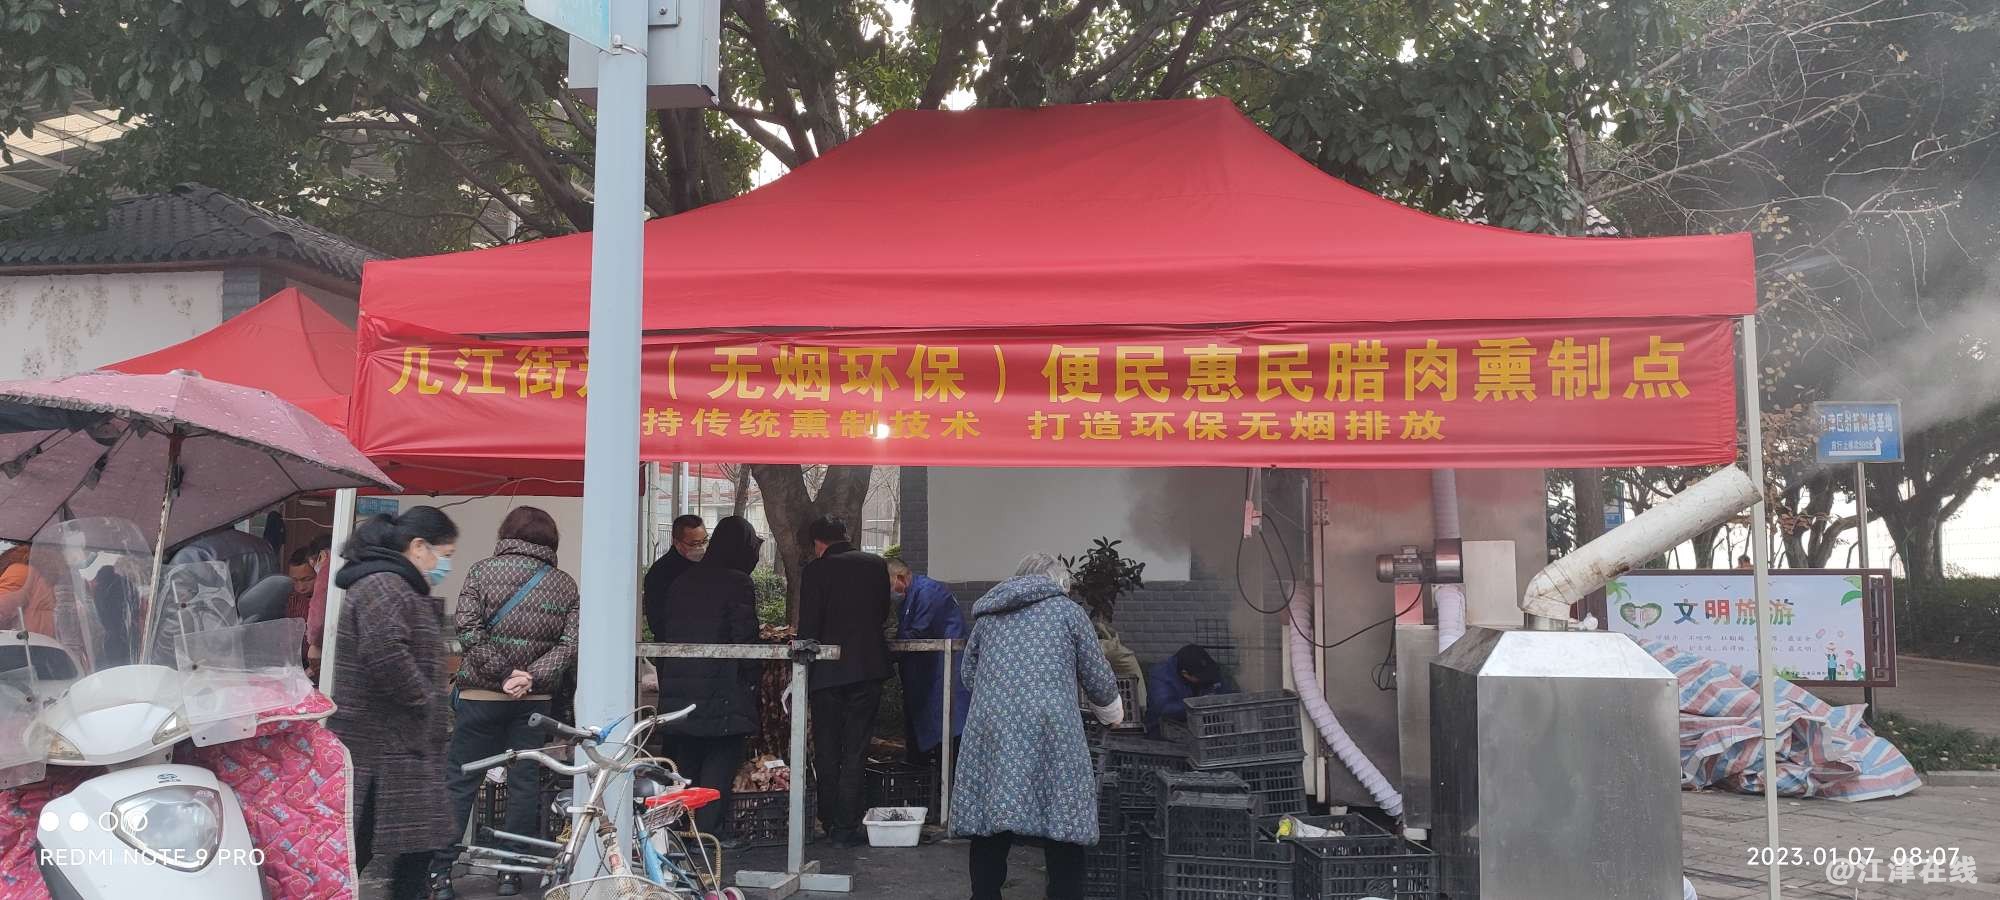 几江街 （无烟环保）便民惠民腊肉熏制点
持传统熏制技术 打造环保无烟排放
文明旅游
REDMI NOTE 9 PRO
2023.01.07 08:07
@江津在线